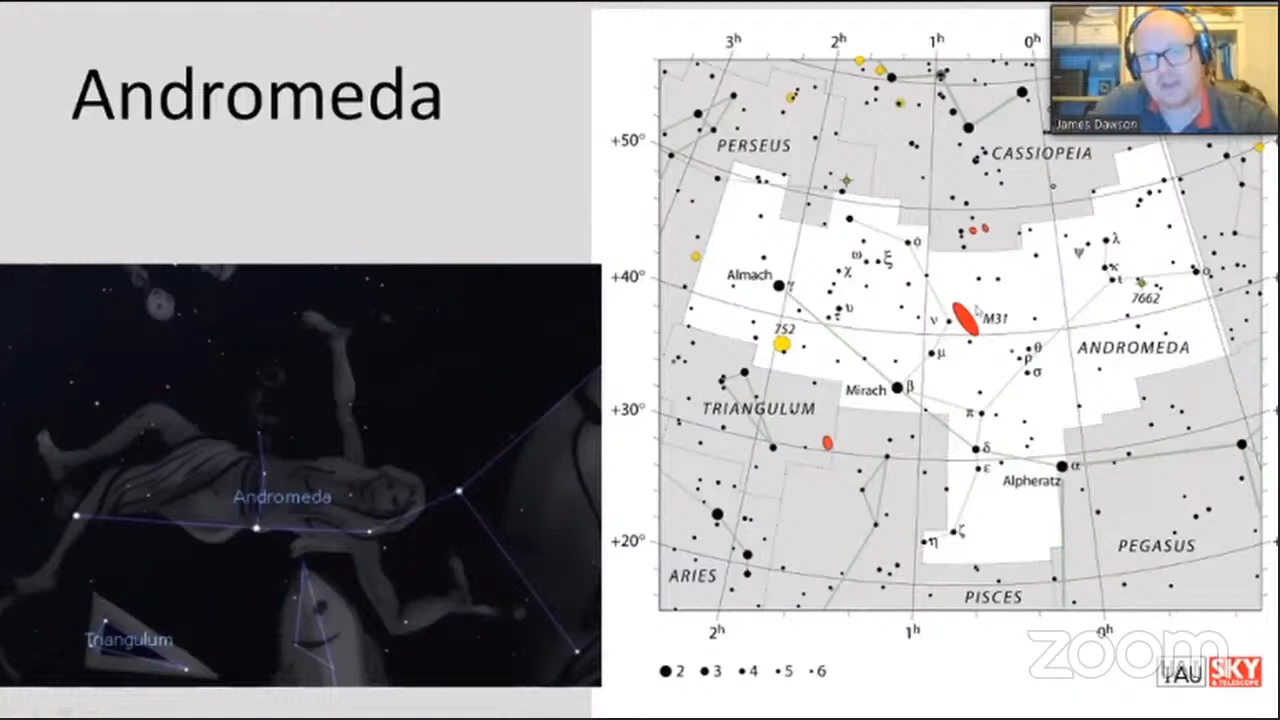 Andromeda
James Dawson
3h
2h
1h
0h
+50°
PERSEUS
CASSIOPEIA
+40°
Almach
γ
ω
ξ
χ
υ
τ
ο
ψ
λ
κ
ι
ο
7662
752
ν
M31
μ
θ
ρ
σ
ANDROMEDA
Mirach
β
+30°
TRIANGULUM
π
δ
ε
α
Alpheratz
+20°
η
ζ
PEGASUS
ARIES
PISCES
2h
1h
0h
2
3
4
5
6
zoom
IAU
SKY
& TELESCOPE
Andromeda
Triangulum